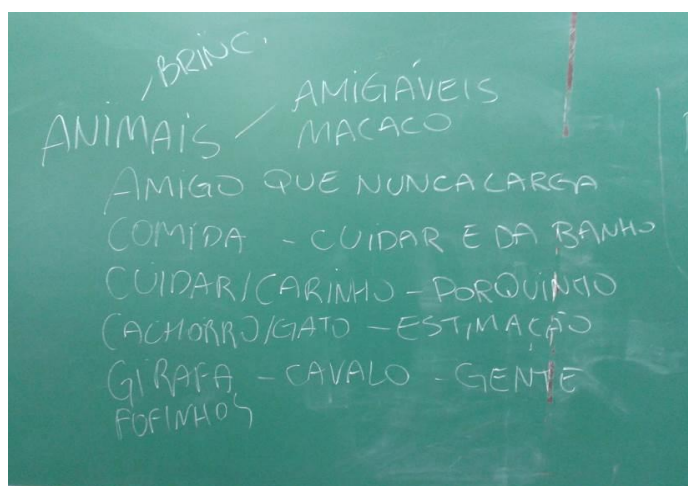 BRINC.
AMIGÁVEIS
ANIMAIS
MACACO
AMIGO QUE NUNCA LARGA
COMIDA - CUIDAR E DA BANHO
CUIDAR/CARINHO - PORQUINHO
CACHORRO/GATO - ESTIMAÇÃO
GIRAFA - CAVALO - GENTE
FOFINHOS